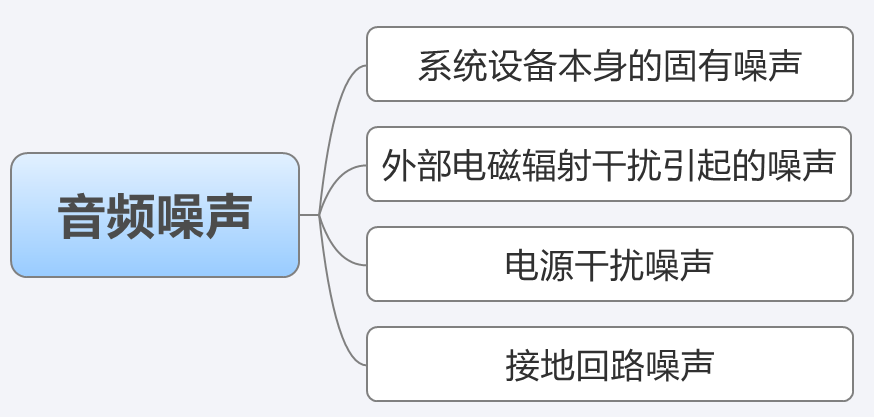 音频噪声
系统设备本身的固有噪声
外部电磁辐射干扰引起的噪声
电源干扰噪声
接地回路噪声